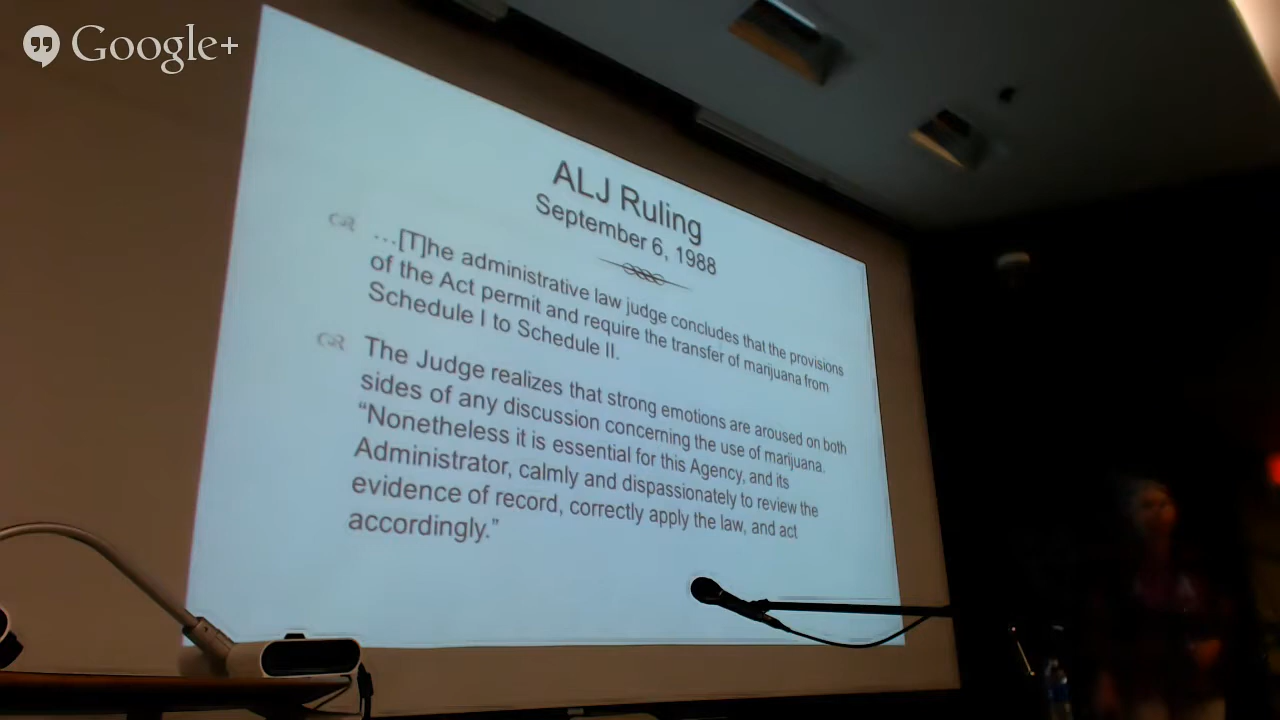 Google+
ALJ Ruling
September 6, 1988
…[T]he administrative law judge concludes that the provisions
of the Act permit and require the transfer of marijuana from
Schedule I to Schedule II.
The Judge realizes that strong emotions are aroused on both
sides of any discussion concerning the use of marijuana.
“Nonetheless it is essential for this Agency, and its
Administrator, calmly and dispassionately to review the
evidence of record, correctly apply the law, and act
accordingly.”